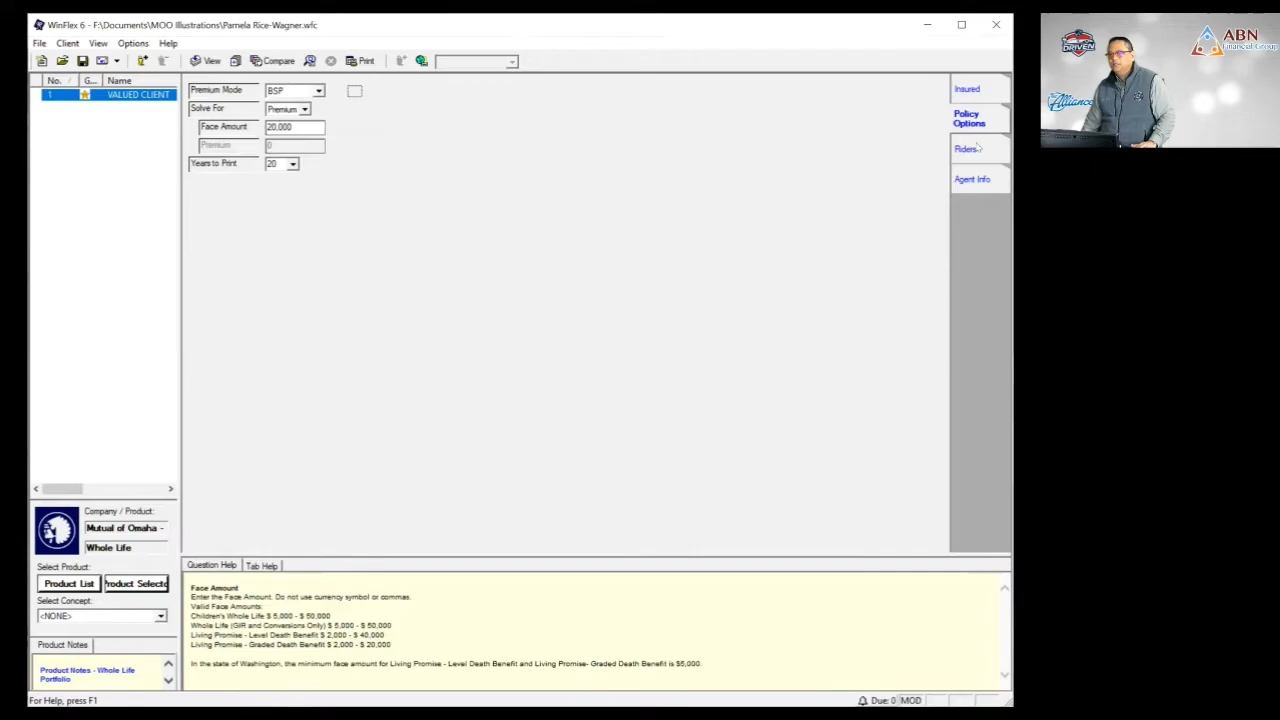 WinFlex 6 - F:\Documents\MOO Illustrations\Pamela Rice-Wagner.wfc
File Client View Options Help
View Compare Print
No. / G... Name
1 VALUED CLIENT
Premium Mode BSP
Solve For Premium
Face Amount 20,000
Premium 0
Years to Print 20
Insured
Policy
Options
Riders
Agent Info
DRIVEN
ABN
Financial Group
The Alliance
Company / Product:
Mutual of Omaha -
Whole Life
Select Product:
Product List Product Selecto
Select Concept:
<NONE>
Product Notes
Product Notes - Whole Life
Portfolio
Question Help Tab Help
Face Amount
Enter the Face Amount. Do not use currency symbol or commas.
Valid Face Amounts:
Children's Whole Life $ 5,000 - $ 50,000
Whole Life (GIR and Conversions Only) $ 5,000 - $ 50,000
Living Promise - Level Death Benefit $ 2,000 - $ 40,000
Living Promise - Graded Death Benefit $ 2,000 - $ 20,000
In the state of Washington, the minimum face amount for Living Promise - Level Death Benefit and Living Promise- Graded Death Benefit is $5,000.
For Help, press F1
Due: 0 MOD